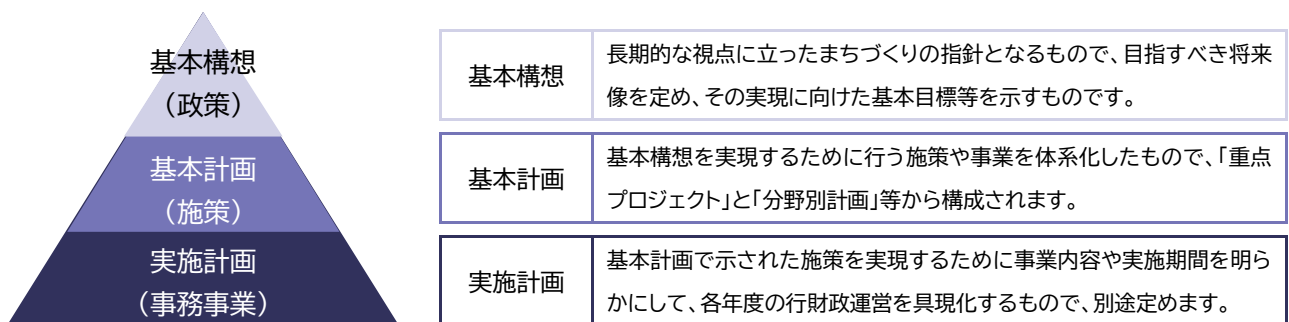 基本構想
（政策）
基本計画
（施策）
実施計画
（事務事業）
基本構想
長期的な視点に立ったまちづくりの指針となるもので、目指すべき将来
像を定め、その実現に向けた基本目標等を示すものです。
基本計画
基本構想を実現するために行う施策や事業を体系化したもので、「重点
プロジェクト」と「分野別計画」等から構成されます。
実施計画
基本計画で示された施策を実現するために事業内容や実施期間を明ら
かにして、各年度の行財政運営を具現化するもので、別途定めます。